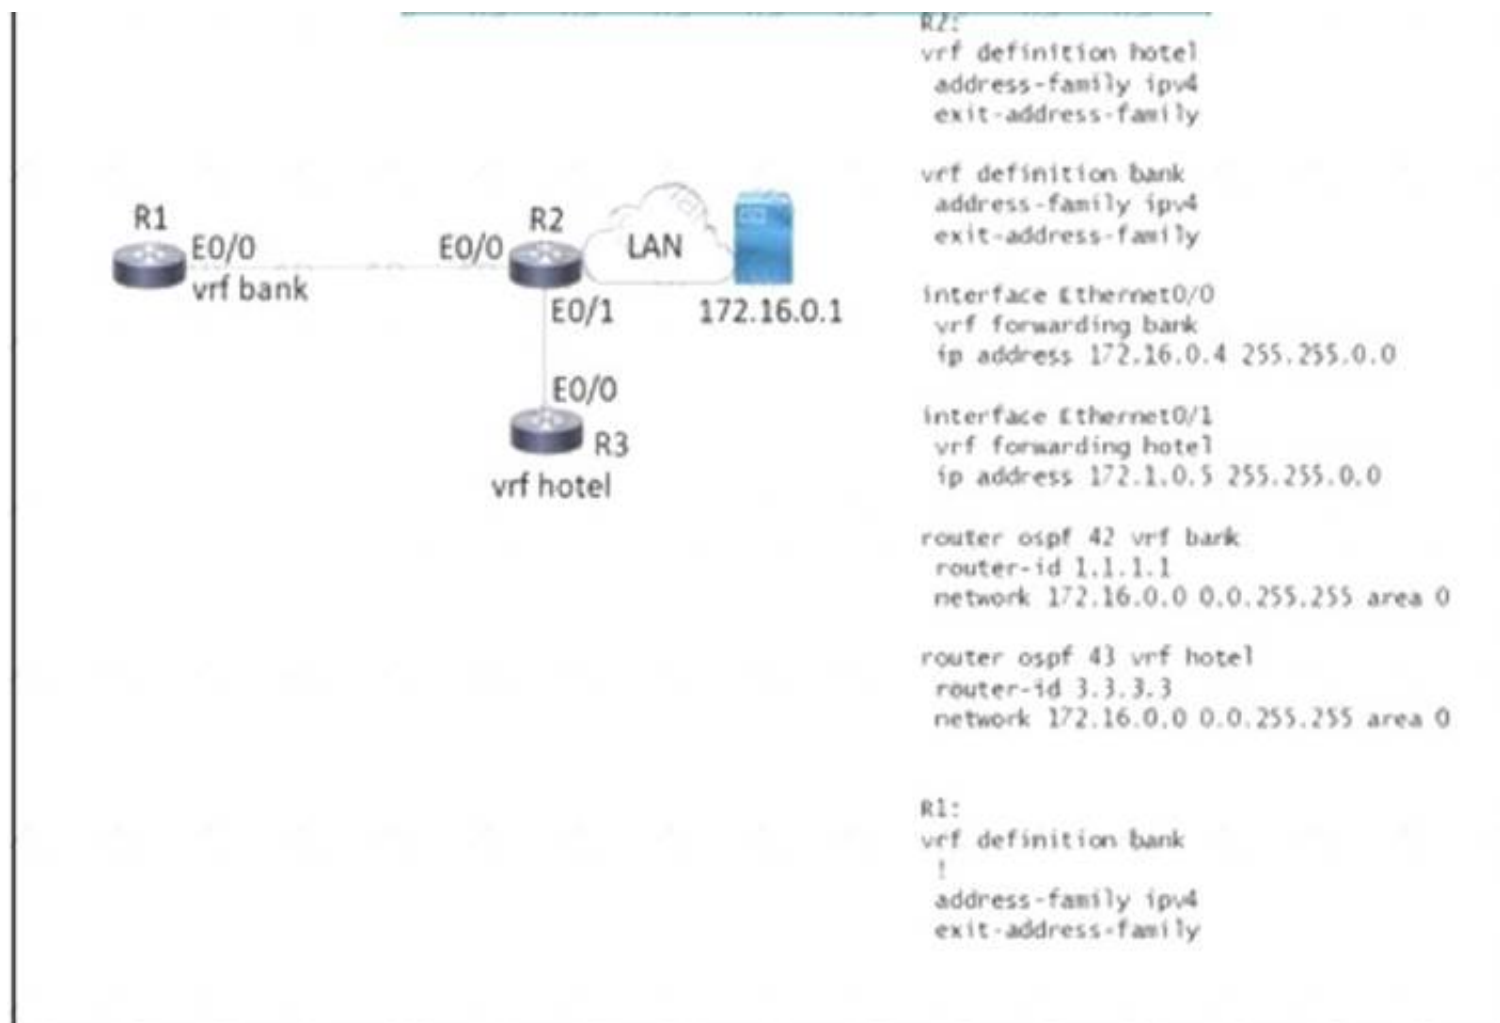 R1
E0/0
vrf bank
E0/0
R2
LAN
E0/1
172.16.0.1
E0/0
R3
vrf hotel
R2:
vrf definition hotel
address-family ipv4
exit-address-family
vrf definition bank
address-family ipv4
exit-address-family
interface Ethernet0/0
vrf forwarding bank
ip address 172.16.0.4 255.255.0.0
interface Ethernet0/1
vrf forwarding hotel
ip address 172.1.0.5 255.255.0.0
router ospf 42 vrf bank
router-id 1.1.1.1
network 172.16.0.0 0.0.255.255 area 0
router ospf 43 vrf hotel
router-id 3.3.3.3
network 172.16.0.0 0.0.255.255 area 0
R1:
vrf definition bank
!
address-family ipv4
exit-address-family